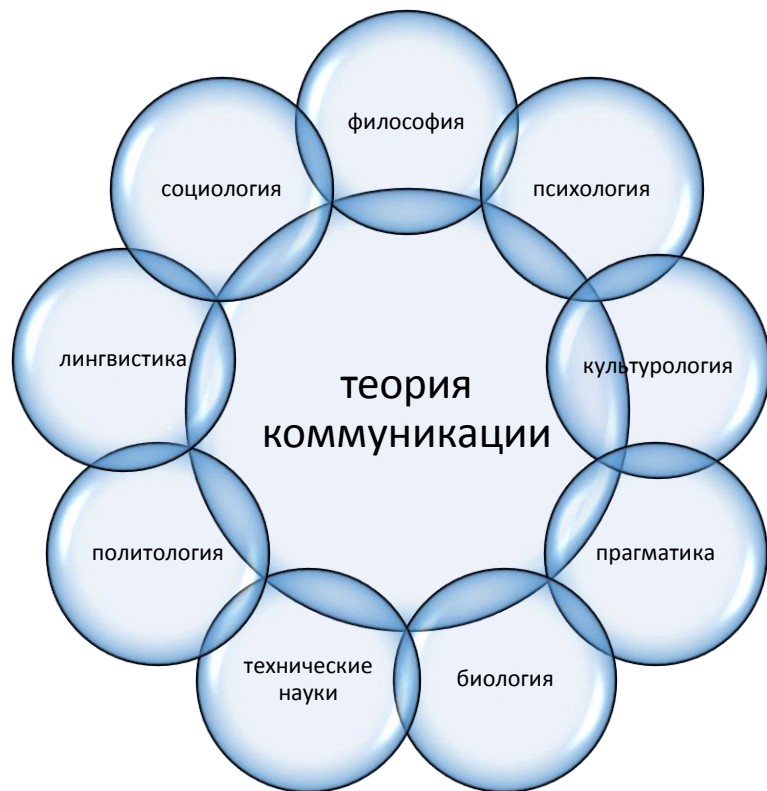 философия
психология
культурология
прагматика
биология
технические
науки
политология
лингвистика
социология
теория
коммуникации